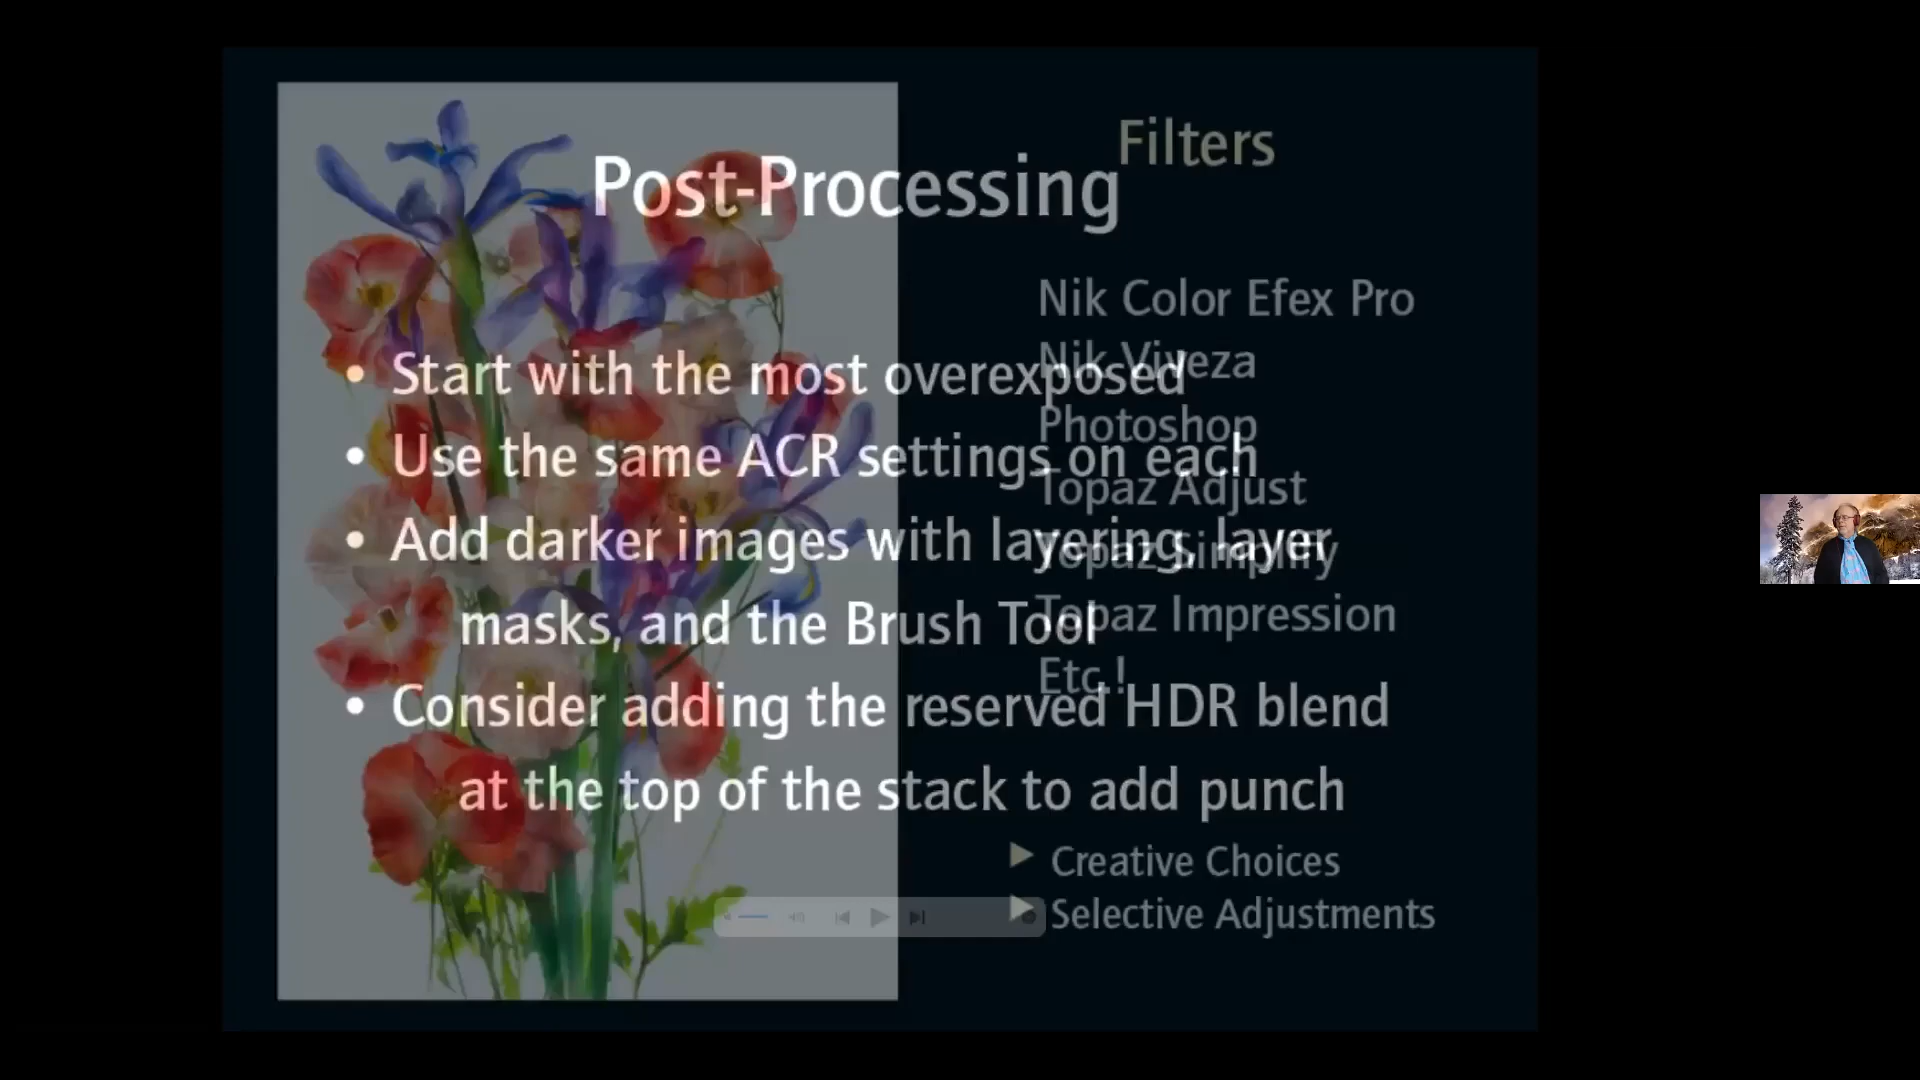 Post-Processing
• Start with the most overexposed
• Use the same ACR settings on each
• Add darker images with layering, layer
masks, and the Brush Tool
• Consider adding the reserved HDR blend
at the top of the stack to add punch
Filters
Nik Color Efex Pro
Nik Viveza
Photoshop
Topaz Adjust
Topaz Simplify
Topaz Impression
Etc.!
Creative Choices
Selective Adjustments